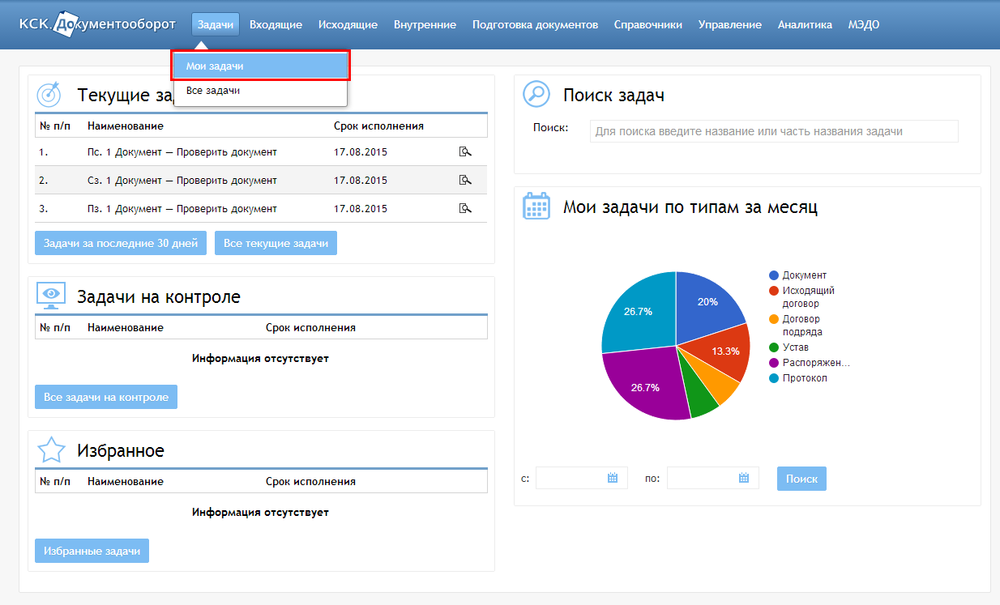 КСК.Документооборот Задачи Входящие Исходящие Внутренние Подготовка документов Справочники Управление Аналитика МЭДО
Мои задачи
Все задачи
Текущие за
№ п/п Наименование Срок исполнения
1. Пс. 1 Документ — Проверить документ 17.08.2015
2. Сз. 1 Документ — Проверить документ 17.08.2015
3. Пз. 1 Документ — Проверить документ 17.08.2015
Задачи за последние 30 дней Все текущие задачи
Задачи на контроле
№ п/п Наименование Срок исполнения
Информация отсутствует
Все задачи на контроле
Избранное
№ п/п Наименование Срок исполнения
Информация отсутствует
Избранные задачи
Поиск задач
Поиск: Для поиска введите название или часть названия задачи
Мои задачи по типам за месяц
20%
13.3%
26.7%
26.7%
Документ
Исходящий
договор
Договор
подряда
Устав
Распоряжен...
Протокол
с: по: Поиск